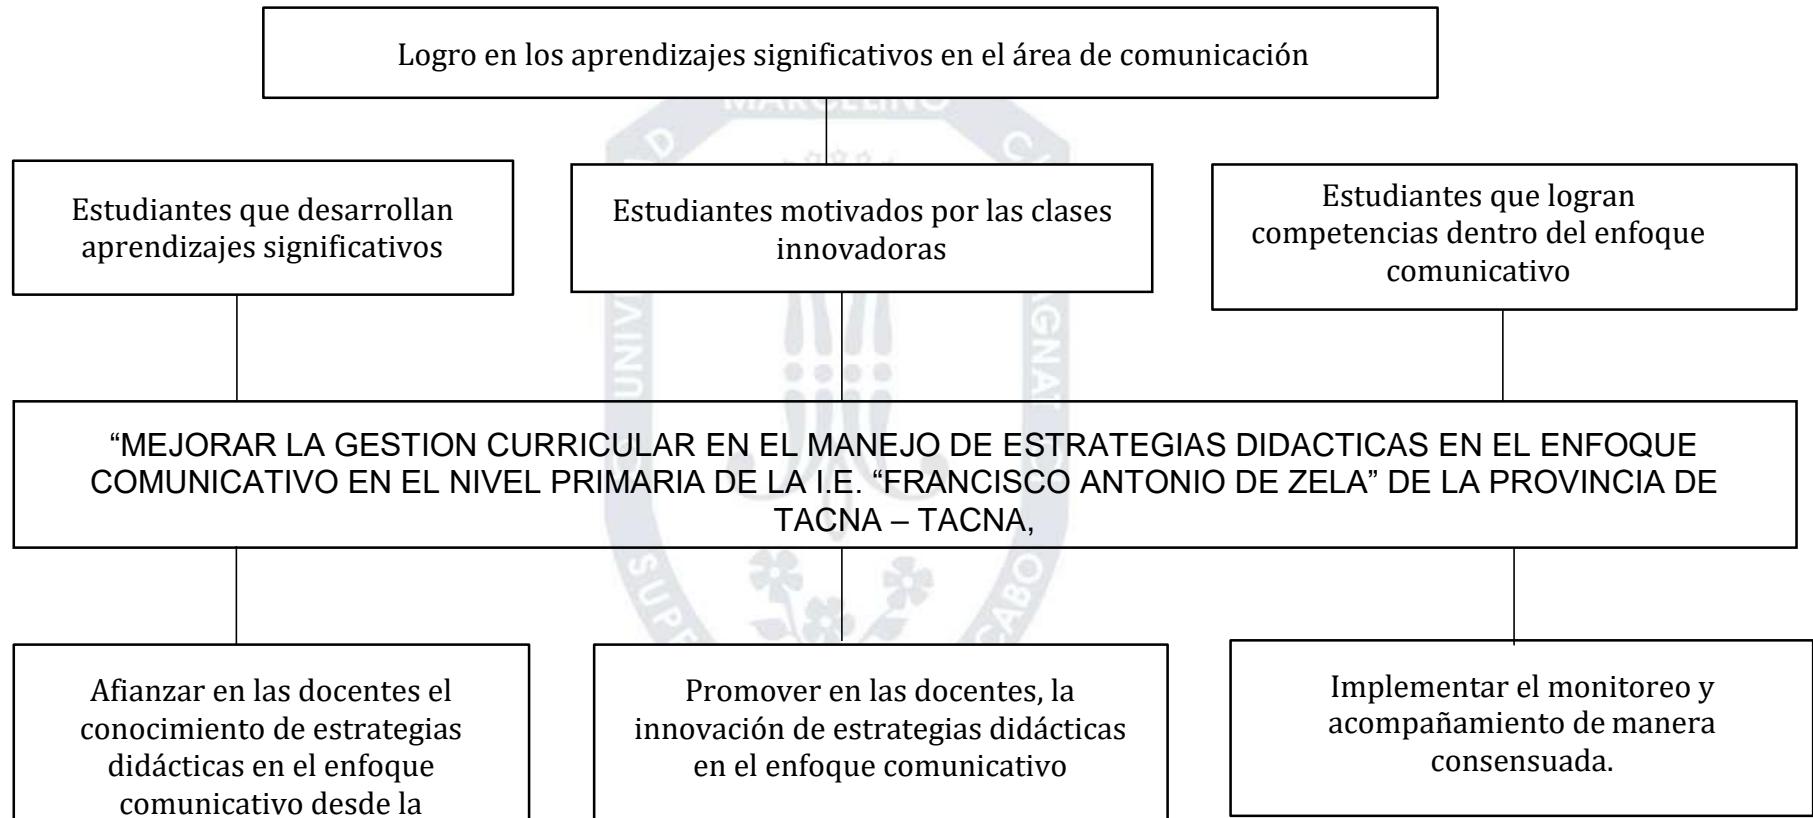 Logro en los aprendizajes significativos en el área de comunicación
MARCELINO
Estudiantes que desarrollan
aprendizajes significativos
Estudiantes motivados por las clases
innovadoras
Estudiantes que logran
competencias dentro del enfoque
comunicativo
“MEJORAR LA GESTION CURRICULAR EN EL MANEJO DE ESTRATEGIAS DIDACTICAS EN EL ENFOQUE
COMUNICATIVO EN EL NIVEL PRIMARIA DE LA I.E. “FRANCISCO ANTONIO DE ZELA” DE LA PROVINCIA DE
TACNA – TACNA,
Afianzar en las docentes el
conocimiento de estrategias
didácticas en el enfoque
comunicativo desde la
Promover en las docentes, la
innovación de estrategias didácticas
en el enfoque comunicativo
Implementar el monitoreo y
acompañamiento de manera
consensuada.